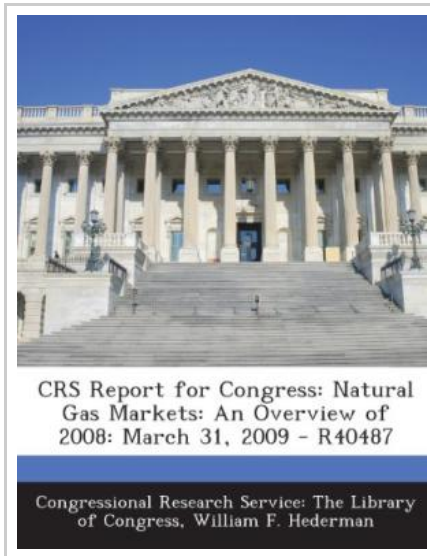 CRS Report for Congress: Natural
Gas Markets: An Overview of
2008: March 31, 2009 - R40487
Congressional Research Service: The Library
of Congress, William F. Hederman